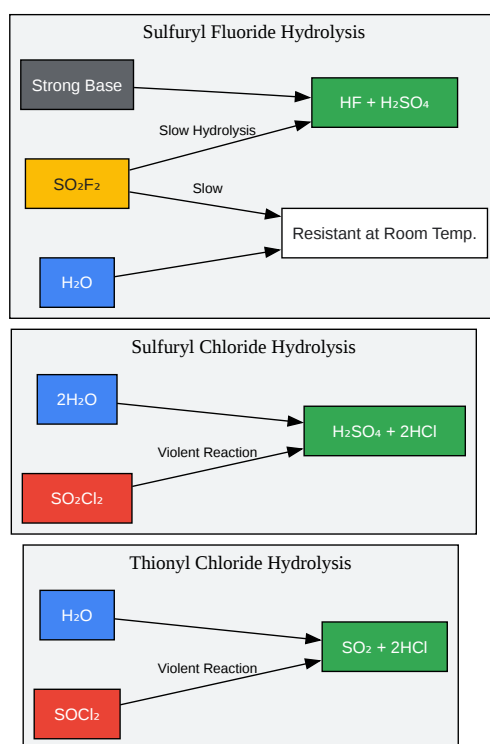 Sulfuryl Fluoride Hydrolysis
Strong Base
HF + H₂SO₄
Slow Hydrolysis
SO₂F₂
Slow
Resistant at Room Temp.
H₂O
Sulfuryl Chloride Hydrolysis
2H₂O
H₂SO₄ + 2HCl
Violent Reaction
SO₂Cl₂
Thionyl Chloride Hydrolysis
H₂O
SO₂ + 2HCl
Violent Reaction
SOCl₂